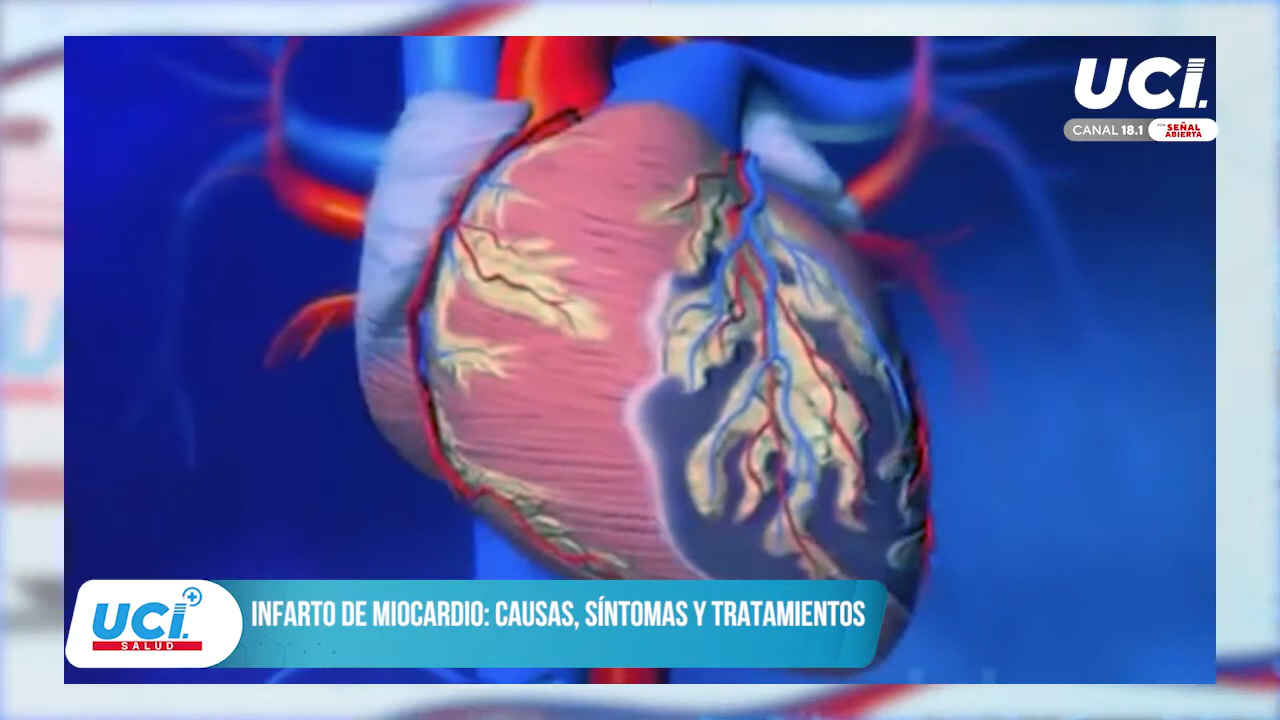 UCI.
CANAL 18.1
SEÑAL
ABIERTA
UCI.
SALUD
INFARTO DE MIOCARDIO: CAUSAS, SÍNTOMAS Y TRATAMIENTOS